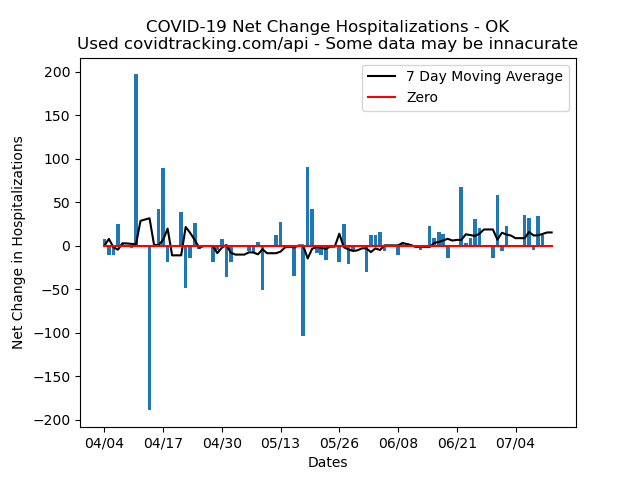 COVID-19 Net Change Hospitalizations - OK
Used covidtracking.com/api - Some data may be innacurate
7 Day Moving Average
Zero
Net Change in Hospitalizations
200
150
100
50
0
−50
−100
−150
−200
04/04 04/17 04/30 05/13 05/26 06/08 06/21 07/04
Dates